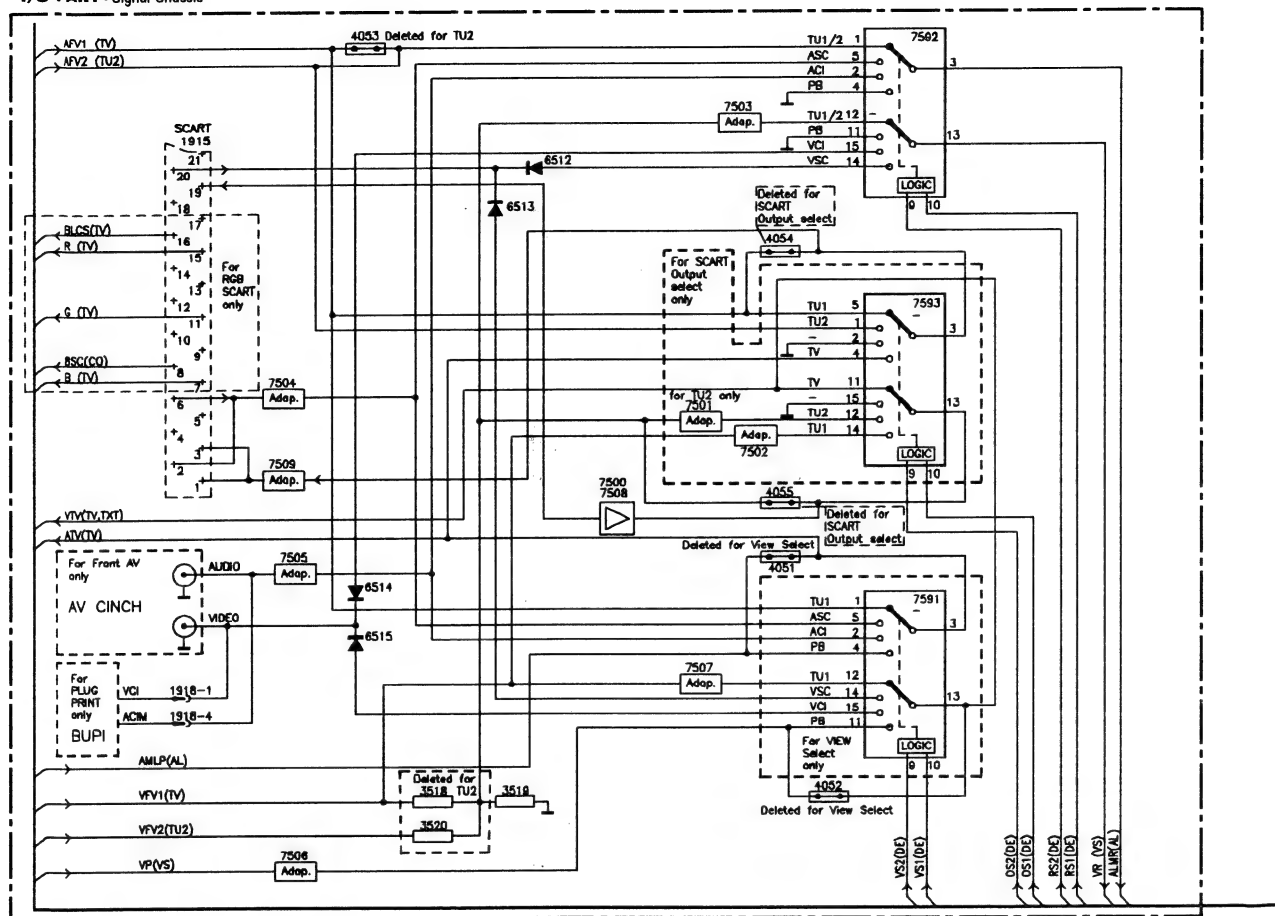 Signal Chassis
AFV1 (TV)
AFV2 (TU2)
4053 Deleted for TU2
TU1/2 1
ASC 5
ACI 2
PB 4
7592
3
7503
Adap.
TU1/2 12
PB 11
VCI 15
VSC 14
13
LOGIC
9 10
SCART
1915
21
20
19
18
17
16
15
14
13
12
11
10
9
8
7
6
5
4
3
2
1
6512
6513
BLCS(TV)
R (TV)
G (TV)
BSC(CO)
B (TV)
For
RGB
SCART
only
Deleted for
SCART
Output select
4054
For SCART
Output
select
only
7593
TU1 5
TU2 1
- 2
TV 4
3
TV 11
- 15
TU2 12
TU1 14
13
LOGIC
9 10
for TU2 only
7501
Adap.
Adap.
7502
7504
Adap.
7509
Adap.
7500
7508
4055
Deleted for
SCART
Output select
VTV(TV,TXT)
ATV(TV)
Deleted for View Select
4051
For Front AV
only
AV CINCH
AUDIO
VIDEO
7505
Adap.
6514
6515
7591
TU1 1
ASC 5
ACI 2
PB 4
3
7507
Adap.
TU1 12
VSC 14
VCI 15
PB 11
13
LOGIC
9 10
For VIEW
Select
only
For
PLUG
PRINT
only
BUPI
VCI 1918-1
ACIM 1918-4
AMLP(AL)
VFV1(TV)
VFV2(TU2)
VP(VS)
Deleted for
TU2
3518
3519
3520
7506
Adap.
4052
Deleted for View Select
VS2(DE)
VS1(DE)
OS2(DE)
OS1(DE)
RS2(DE)
RS1(DE)
VR (VS)
ALMR(AL)